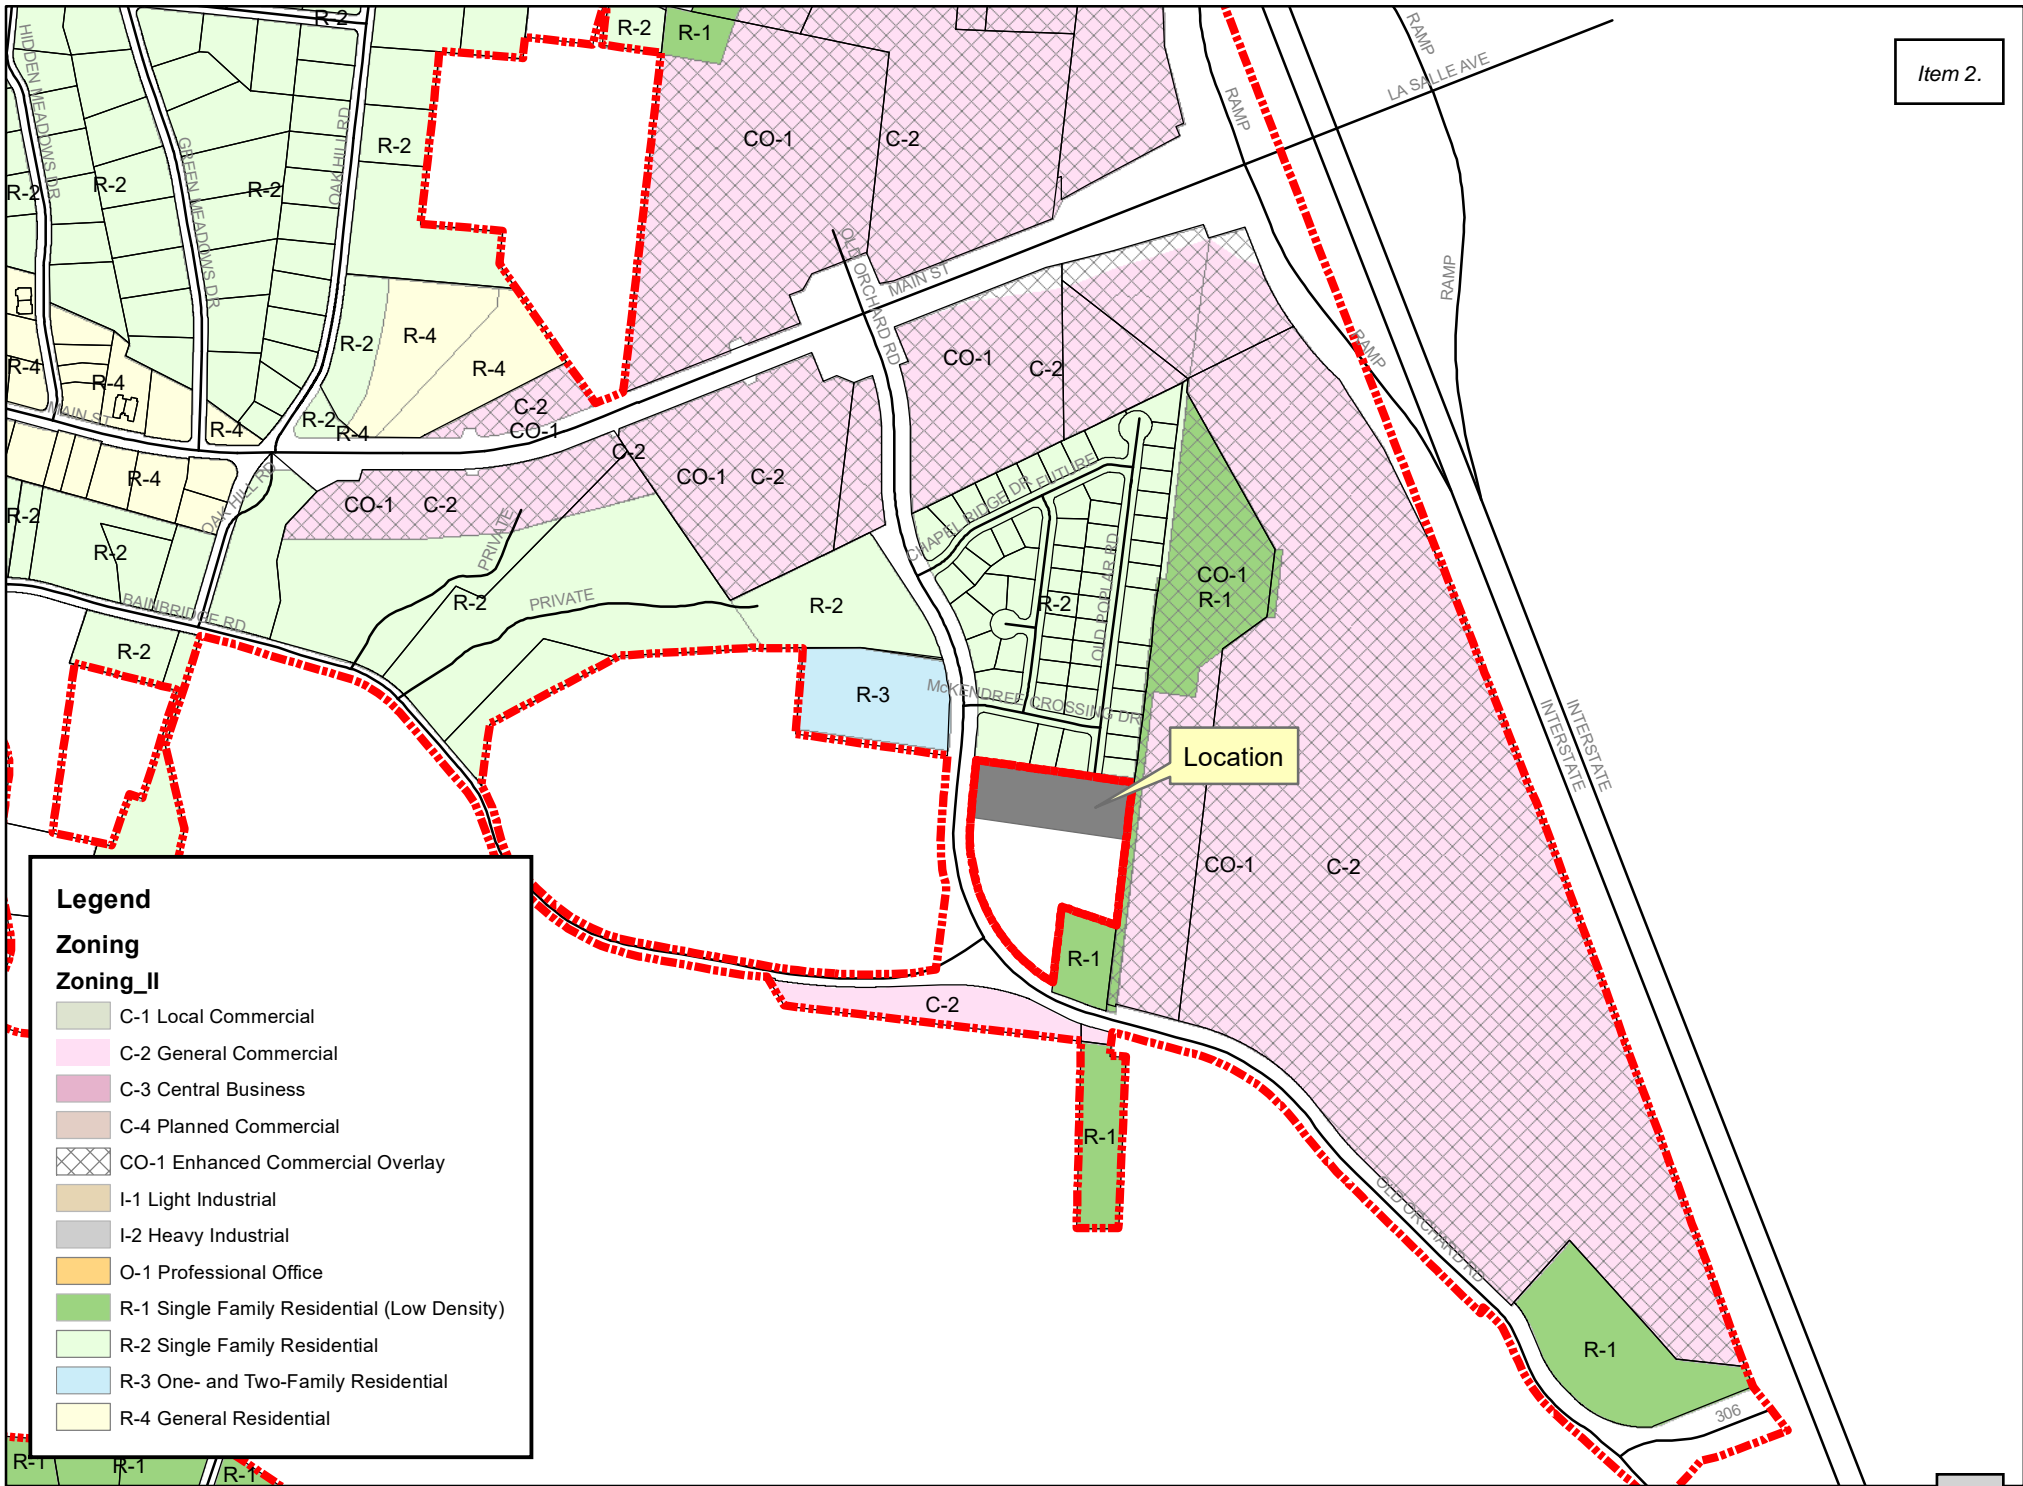 R-2
R-2
R-1
Item 2.
HIDDEN MEADOWS DR
GREEN MEADOWS DR
OAK HILL RD
RAMP
RAMP
LA SALLE AVE
R-2
R-2
R-2
R-2
CO-1
C-2
OLD ORCHARD RD
MAIN ST
RAMP
RAMP
R-2
R-4
R-4
R-4
R-4
CO-1
C-2
MAIN ST
R-4
R-2
R-4
C-2
CO-1
C-2
R-4
CO-1
C-2
CO-1
C-2
OAK HILL RD
R-2
R-2
PRIVATE
CHAPEL RIDGE DR FUTURE
OLD POPLAR RD
CO-1
R-1
BAINBRIDGE RD
R-2
PRIVATE
R-2
R-2
R-2
R-3
McKENDREE CROSSING DR
INTERSTATE
INTERSTATE
Location
CO-1
C-2
R-1
C-2
R-1
OLD ORCHARD RD
R-1
306
Legend
Zoning
Zoning_II
C-1 Local Commercial
C-2 General Commercial
C-3 Central Business
C-4 Planned Commercial
CO-1 Enhanced Commercial Overlay
I-1 Light Industrial
I-2 Heavy Industrial
O-1 Professional Office
R-1 Single Family Residential (Low Density)
R-2 Single Family Residential
R-3 One- and Two-Family Residential
R-4 General Residential
R-1
R-1
R-1